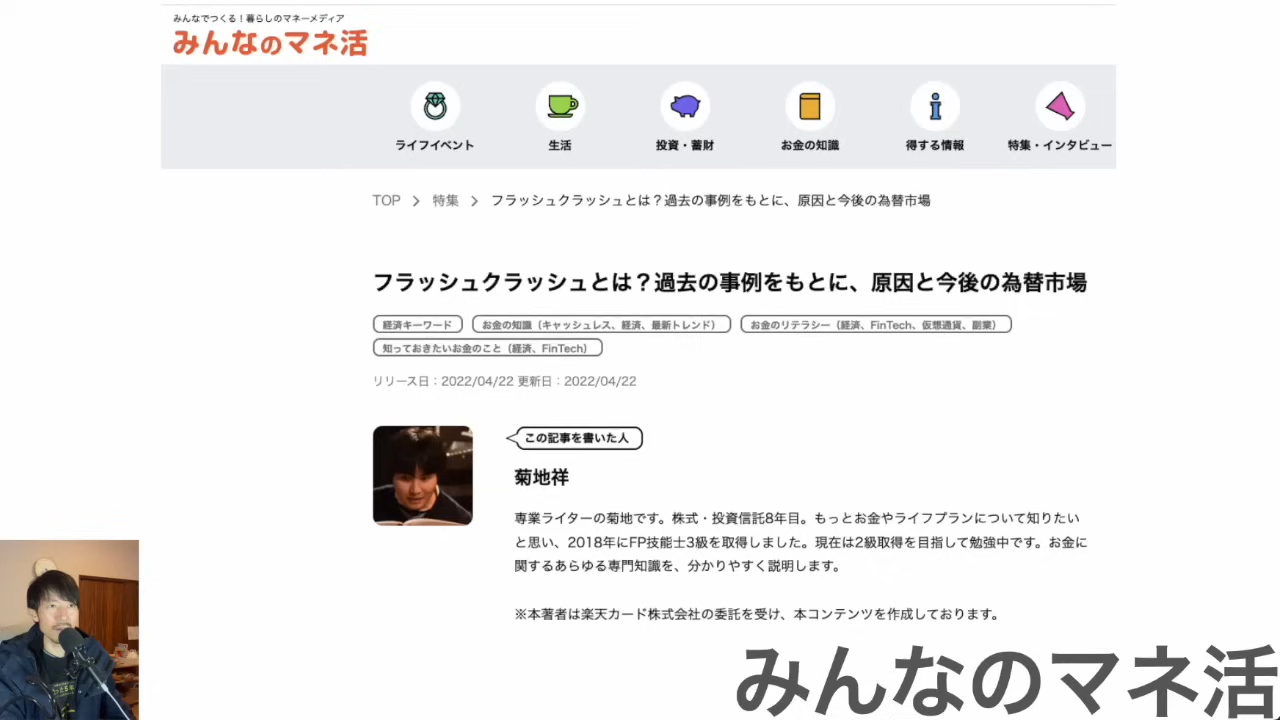 みんなでつくる！暮らしのマネーメディア
みんなのマネ活
ライフイベント
生活
投資・蓄財
お金の知識
得する情報
特集・インタビュー
TOP > 特集 > フラッシュクラッシュとは？過去の事例をもとに、原因と今後の為替市場
フラッシュクラッシュとは？過去の事例をもとに、原因と今後の為替市場
経済キーワード
お金の知識（キャッシュレス、経済、最新トレンド）
お金のリテラシー（経済、FinTech、仮想通貨、副業）
知っておきたいお金のこと（経済、FinTech）
リリース日：2022/04/22 更新日：2022/04/22
この記事を書いた人
菊地祥
専業ライターの菊地です。株式・投資信託8年目。もっとお金やライフプランについて知りたい
と思い、2018年にFP技能士3級を取得しました。現在は2級取得を目指して勉強中です。お金に
関するあらゆる専門知識を、分かりやすく説明します。
※本著者は楽天カード株式会社の委託を受け、本コンテンツを作成しております。
みんなのマネ活